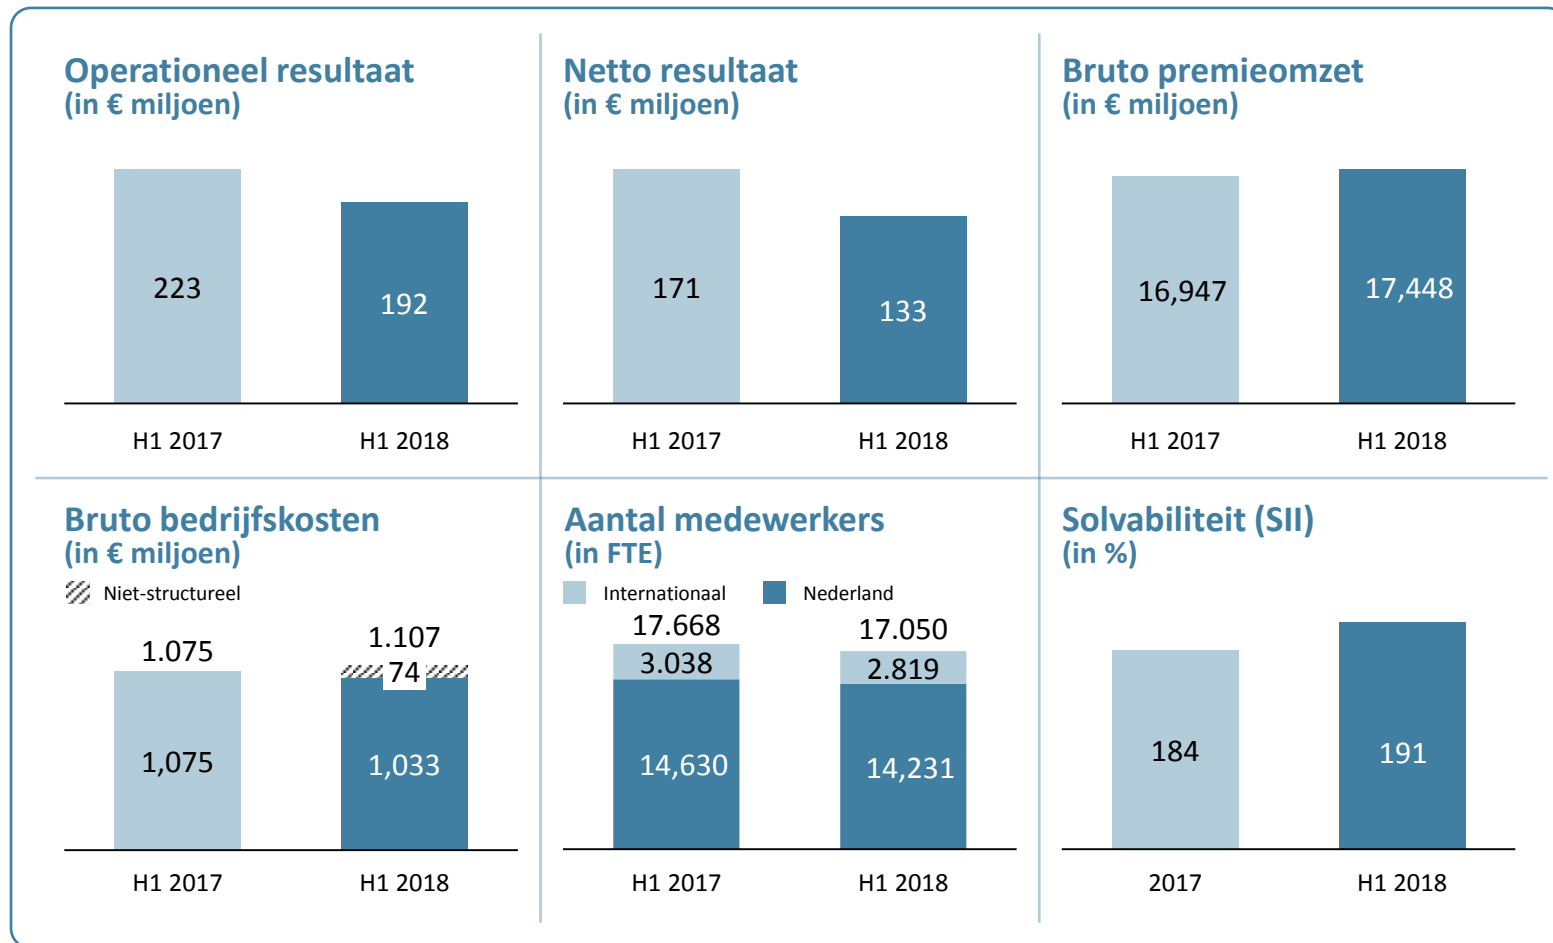 Operationeel resultaat
(in € miljoen)
223
192
H1 2017
H1 2018
Netto resultaat
(in € miljoen)
171
133
H1 2017
H1 2018
Bruto premieomzet
(in € miljoen)
16,947
17,448
H1 2017
H1 2018
Bruto bedrijfskosten
(in € miljoen)
Niet-structureel
1.075
1.107
74
1,075
1,033
H1 2017
H1 2018
Aantal medewerkers
(in FTE)
Internationaal
Nederland
17.668
17.050
3.038
2.819
14,630
14,231
H1 2017
H1 2018
Solvabiliteit (SII)
(in %)
184
191
2017
H1 2018